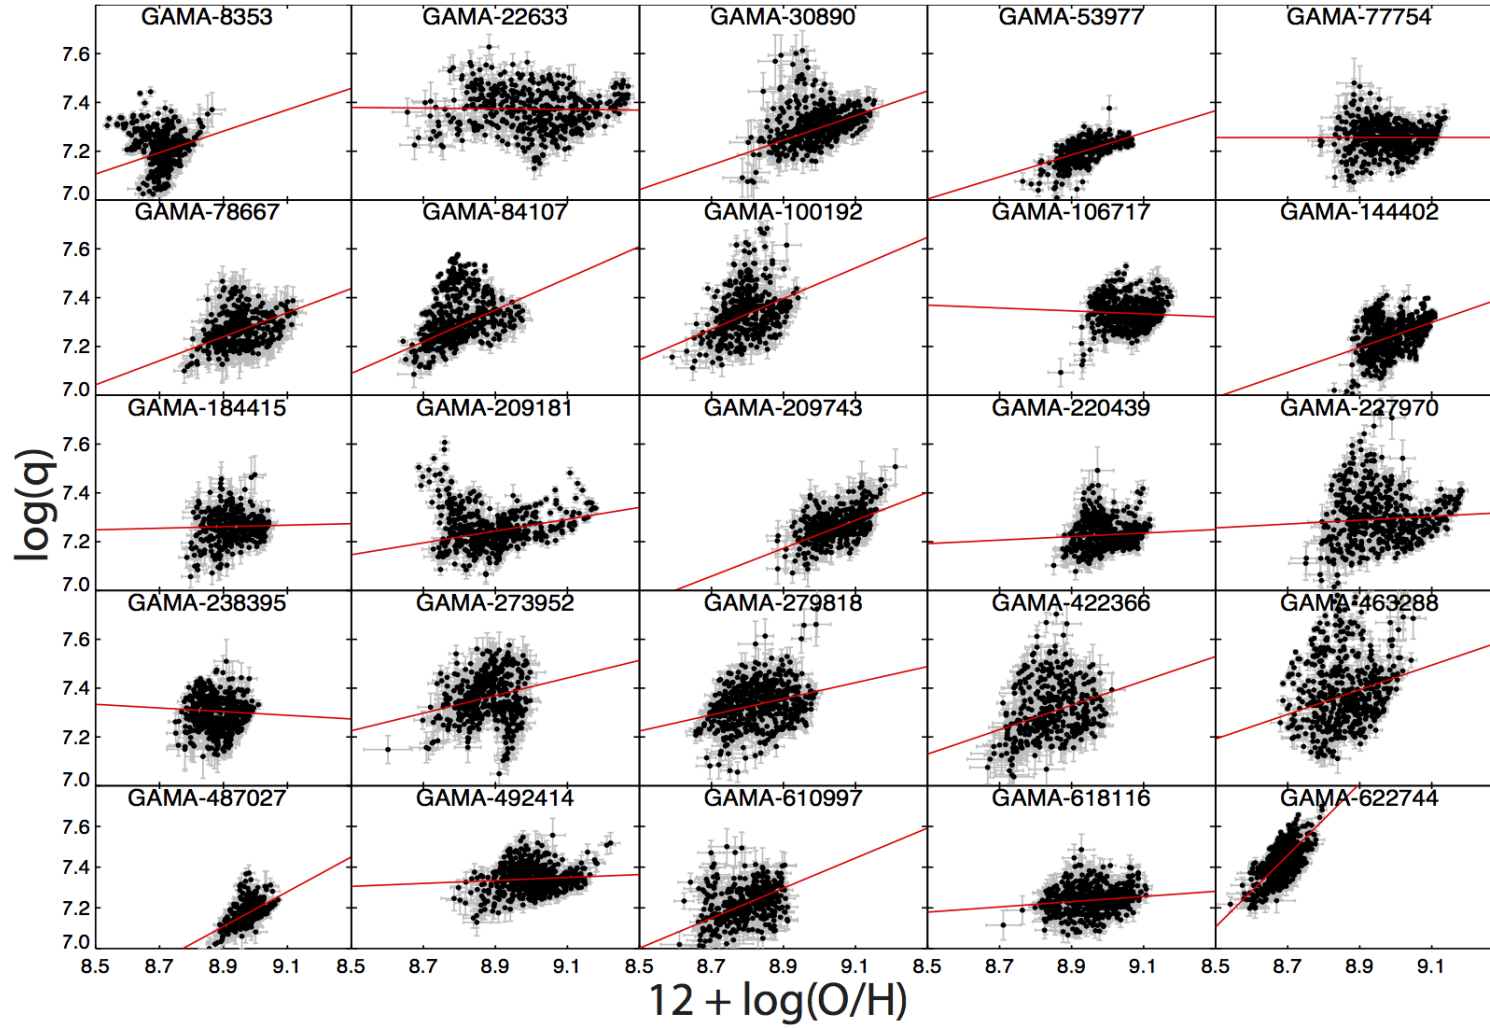 GAMA-8353 GAMA-22633 GAMA-30890 GAMA-53977 GAMA-77754
7.6
7.4
7.2
7.0
GAMA-78667 GAMA-84107 GAMA-100192 GAMA-106717 GAMA-144402
7.6
7.4
7.2
7.0
GAMA-184415 GAMA-209181 GAMA-209743 GAMA-220439 GAMA-227970
7.6
7.4
7.2
7.0
log(q)
GAMA-238395 GAMA-273952 GAMA-279818 GAMA-422366 GAMA-463288
7.6
7.4
7.2
7.0
GAMA-487027 GAMA-492414 GAMA-610997 GAMA-618116 GAMA-622744
7.6
7.4
7.2
7.0
8.5 8.7 8.9 9.1 8.5 8.7 8.9 9.1 8.5 8.7 8.9 9.1 8.5 8.7 8.9 9.1 8.5 8.7 8.9 9.1
12 + log(O/H)